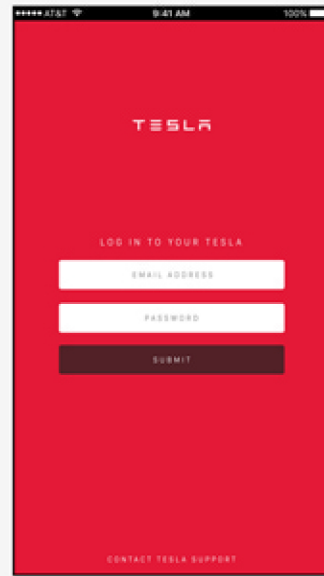 AT&T 9:41 AM 100%
TESLA
LOG IN TO YOUR TESLA
EMAIL ADDRESS
PASSWORD
SUBMIT
CONTACT TESLA SUPPORT